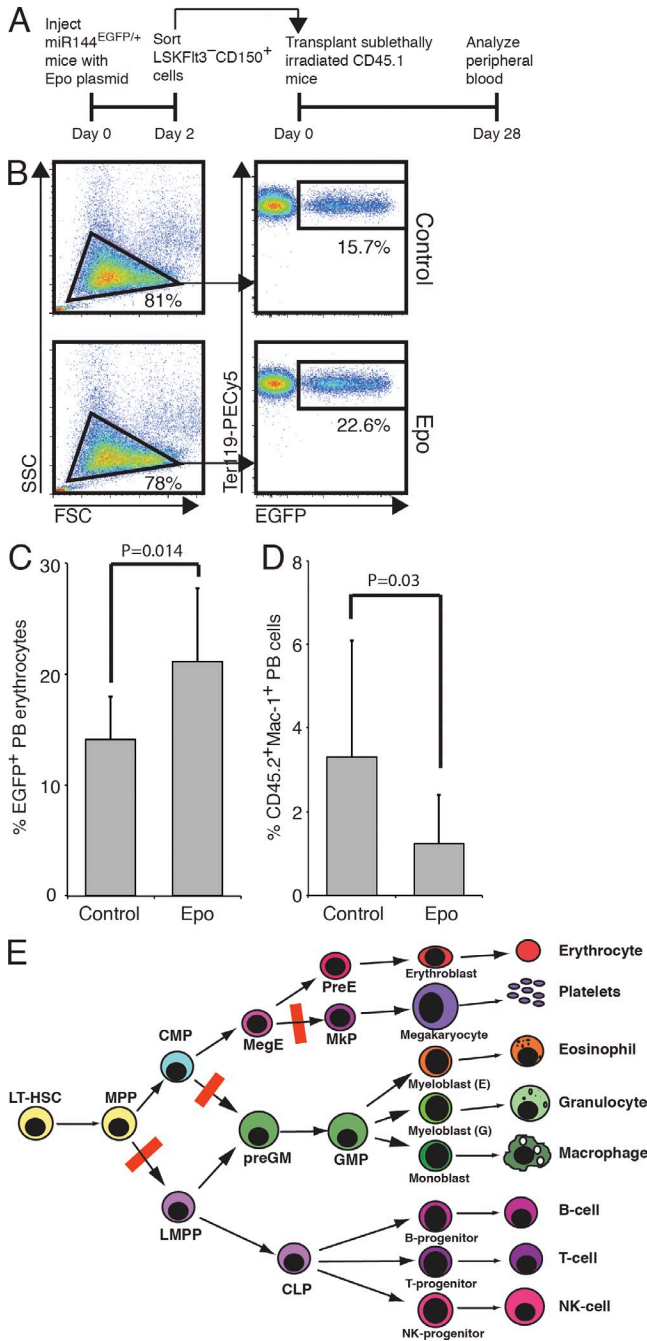 A
Inject
miR144EGFP/+
mice with
Epo plasmid
Sort
LSKFlt3−CD150+
cells
Transplant sublethally
irradiated CD45.1
mice
Analyze
peripheral
blood
Day 0
Day 2
Day 0
Day 28
B
81%
15.7%
Control
78%
22.6%
Epo
SSC
FSC
Ter119-PECy5
EGFP
C
P=0.014
% EGFP+ PB erythrocytes
30
20
10
0
Control
Epo
D
P=0.03
% CD45.2+Mac-1+ PB cells
8
6
4
2
0
Control
Epo
E
LT-HSC
MPP
CMP
LMPP
MegE
preGM
CLP
PreE
MkP
GMP
Erythroblast
Megakaryocyte
Myeloblast (E)
Myeloblast (G)
Monoblast
B-progenitor
T-progenitor
NK-progenitor
Erythrocyte
Platelets
Eosinophil
Granulocyte
Macrophage
B-cell
T-cell
NK-cell